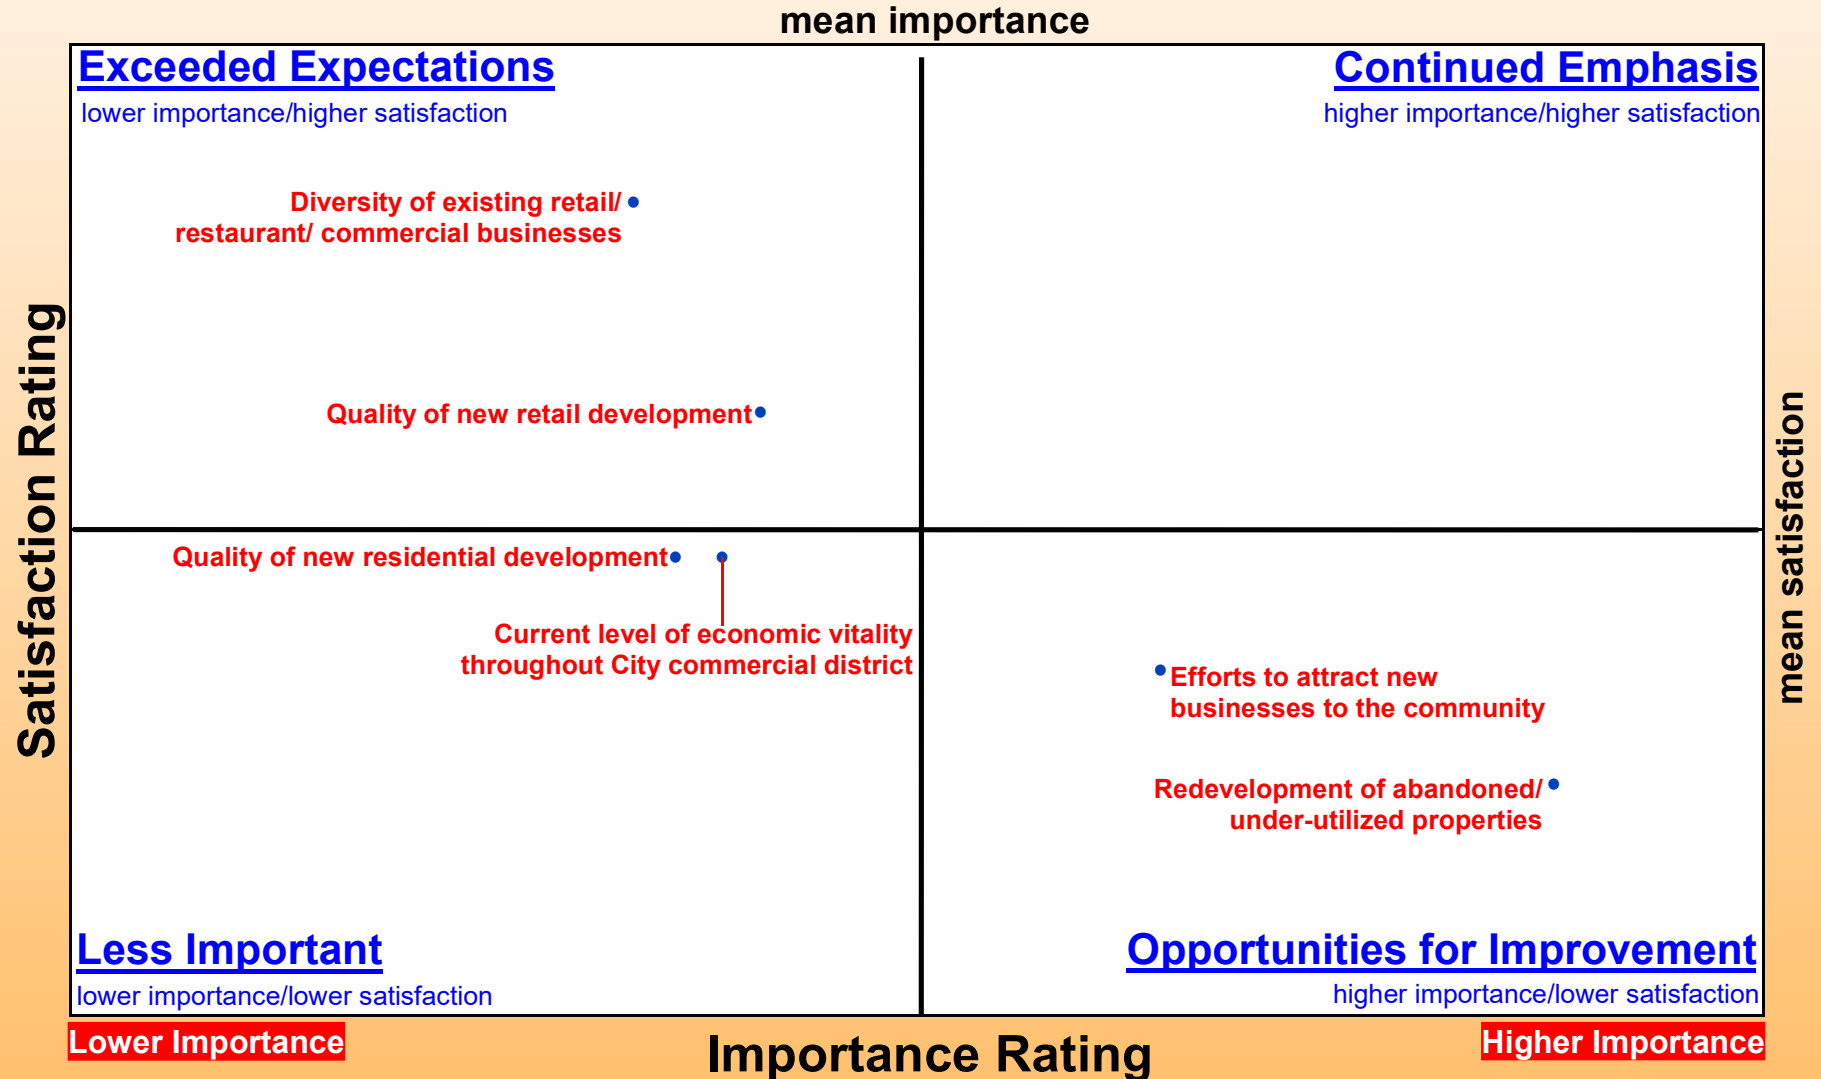 mean importance
Exceeded Expectations
lower importance/higher satisfaction
Continued Emphasis
higher importance/higher satisfaction
Diversity of existing retail/
restaurant/ commercial businesses
Quality of new retail development
Satisfaction Rating
mean satisfaction
Quality of new residential development
Current level of economic vitality
throughout City commercial district
Efforts to attract new
businesses to the community
Redevelopment of abandoned/
under-utilized properties
Less Important
lower importance/lower satisfaction
Opportunities for Improvement
higher importance/lower satisfaction
Lower Importance
Importance Rating
Higher Importance